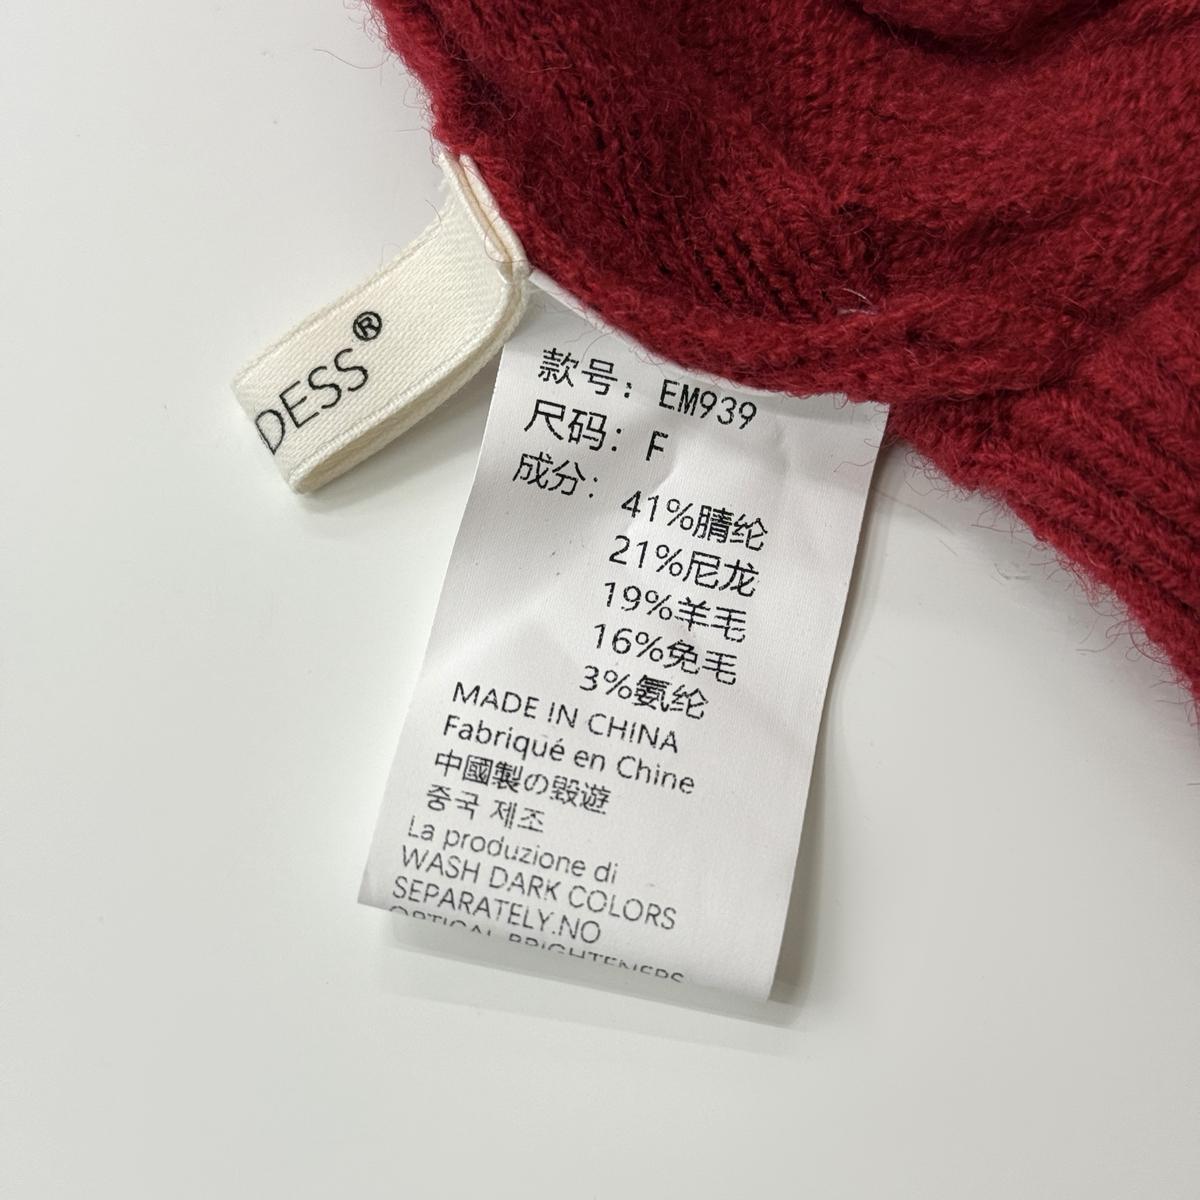 DESS®
款号：EM939
尺码：F
成分：41%腈纶
21%尼龙
19%羊毛
16%兔毛
3%氨纶
MADE IN CHINA
Fabriqué en Chine
中國製の毀遊
중국 제조
La produzione di
WASH DARK COLORS
SEPARATELY.NO
OPTICAL BRIGHTENERS